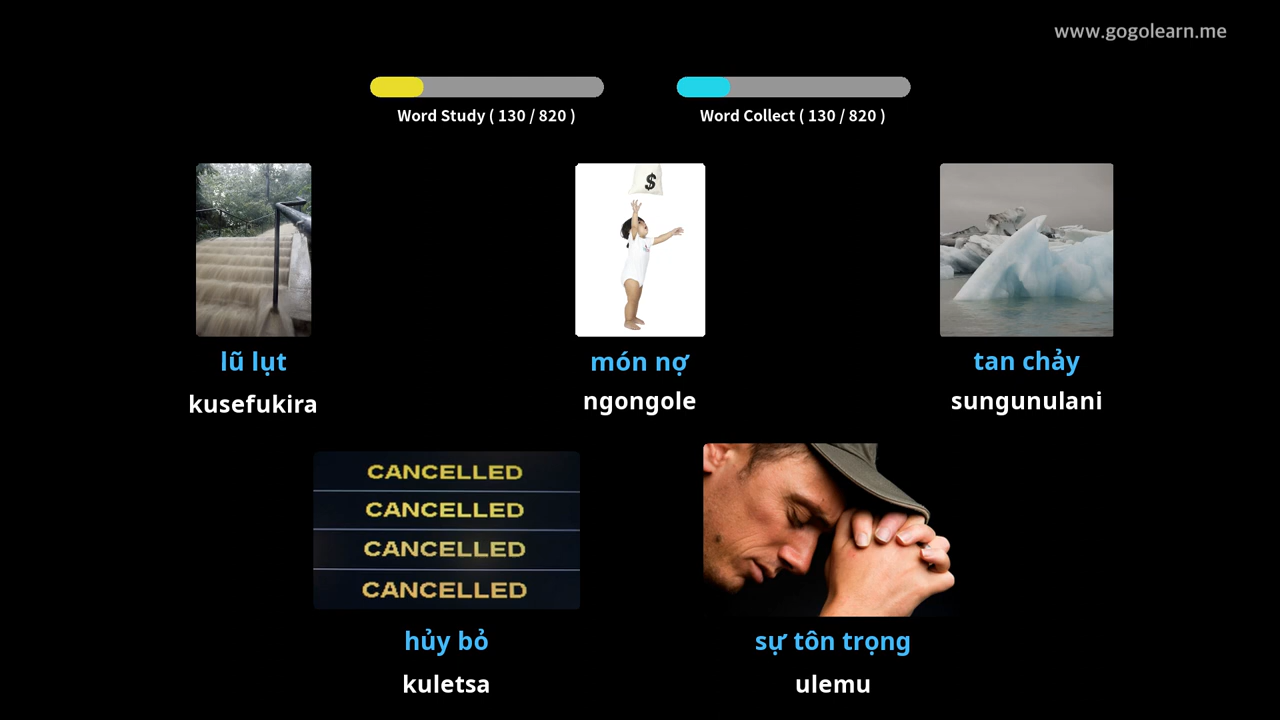 www.gogolearn.me
Word Study ( 130 / 820 )
Word Collect ( 130 / 820 )
$
lũ lụt
món nợ
tan chảy
kusefukira
ngongole
sungunulani
CANCELLED
CANCELLED
CANCELLED
CANCELLED
hủy bỏ
sự tôn trọng
kuletsa
ulemu